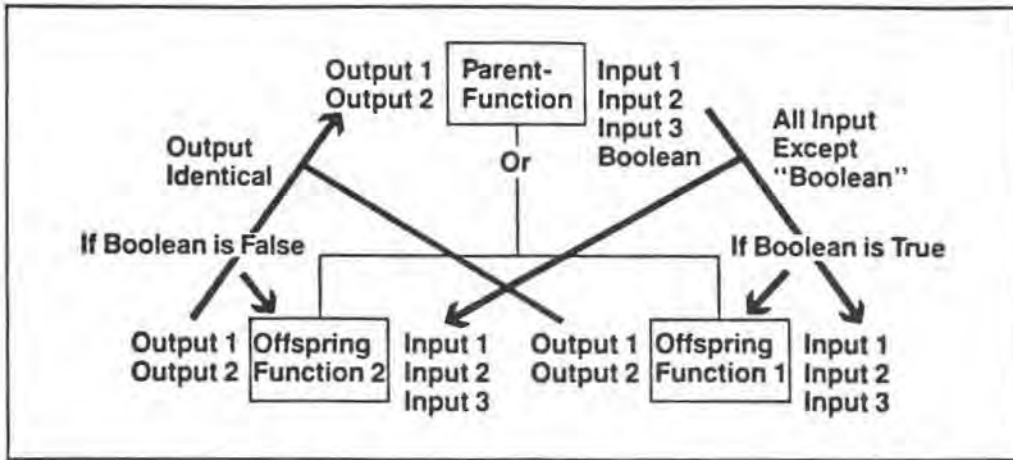 Output 1
Output 2
Parent-
Function
Input 1
Input 2
Input 3
Boolean
Or
Output
Identical
All Input
Except
"Boolean"
If Boolean is False
If Boolean is True
Output 1
Output 2
Offspring
Function 2
Input 1
Input 2
Input 3
Output 1
Output 2
Offspring
Function 1
Input 1
Input 2
Input 3